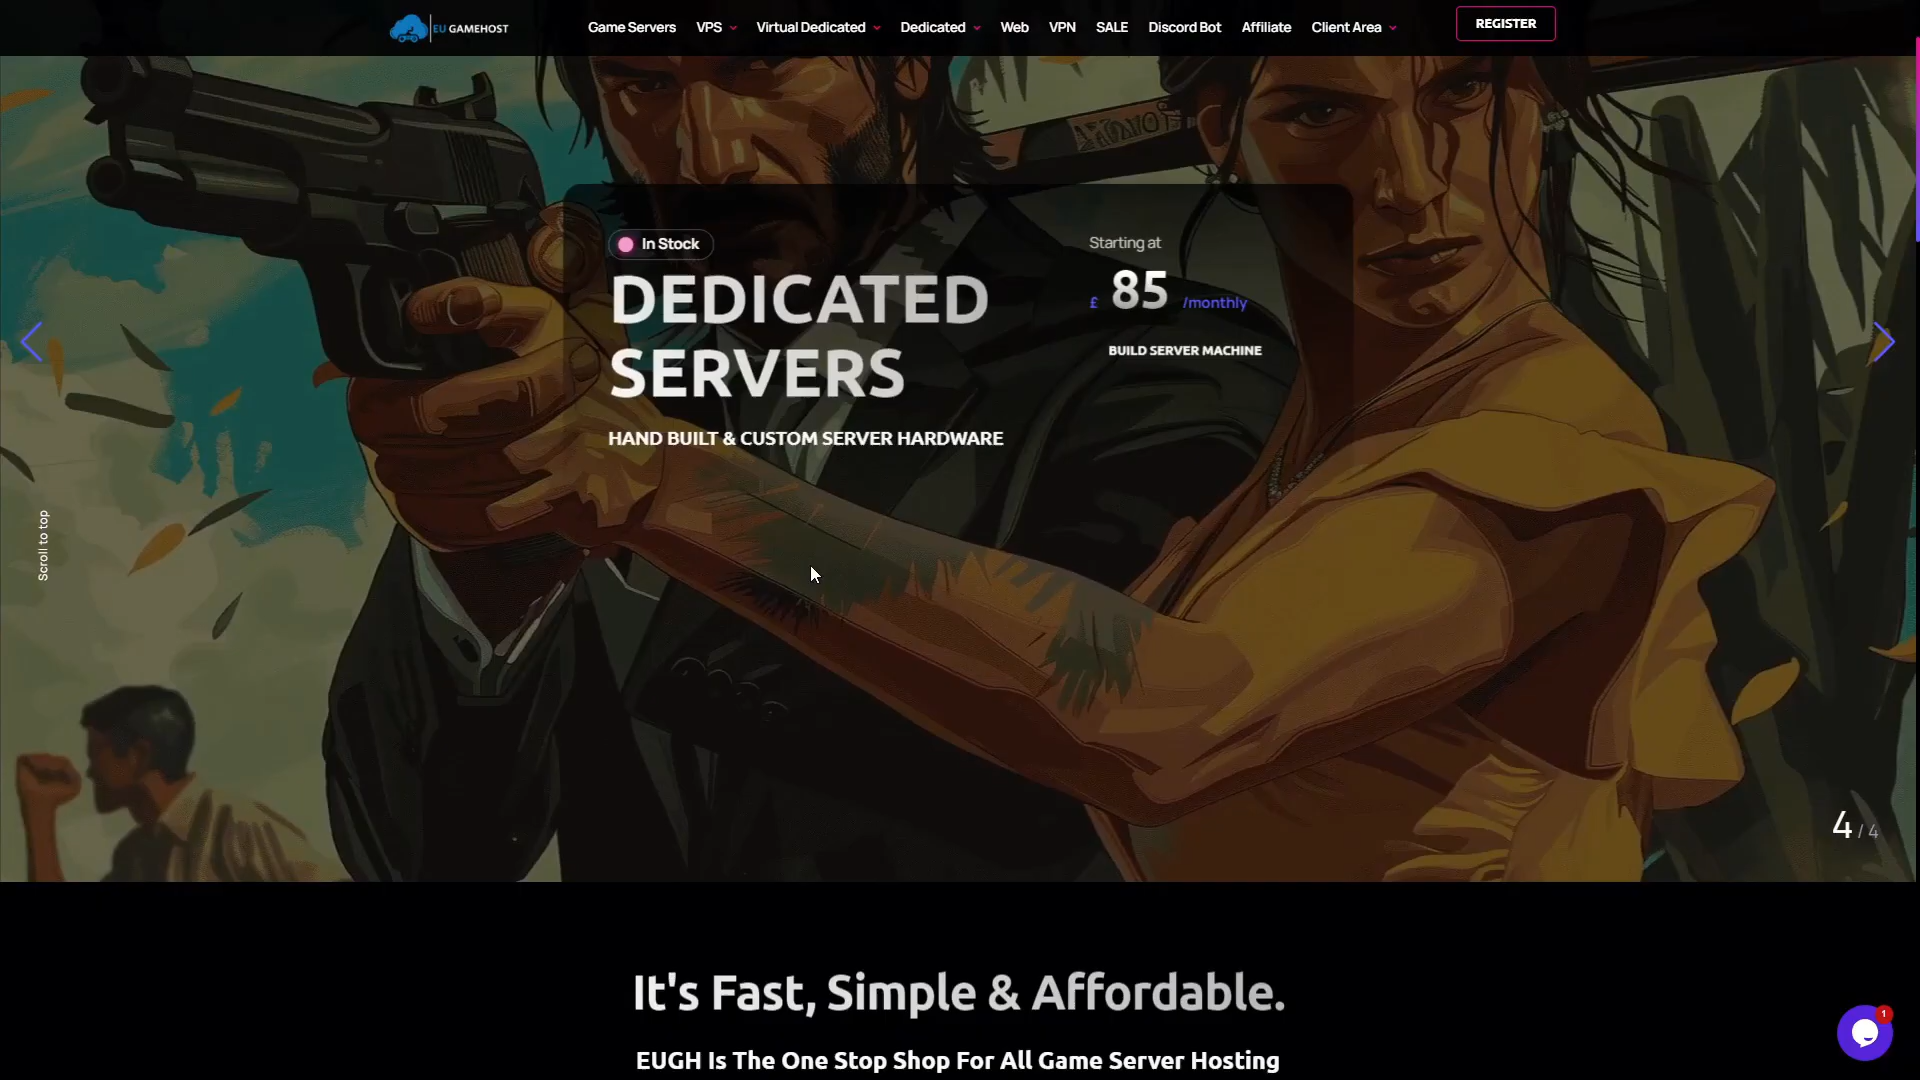 EU GAMEHOST
Game Servers VPS Virtual Dedicated Dedicated Web VPN SALE Discord Bot Affiliate Client Area REGISTER
In Stock
DEDICATED
SERVERS
HAND BUILT & CUSTOM SERVER HARDWARE
Starting at
£ 85 /monthly
BUILD SERVER MACHINE
Scroll to top
4 / 4
It's Fast, Simple & Affordable.
EUGH Is The One Stop Shop For All Game Server Hosting
1